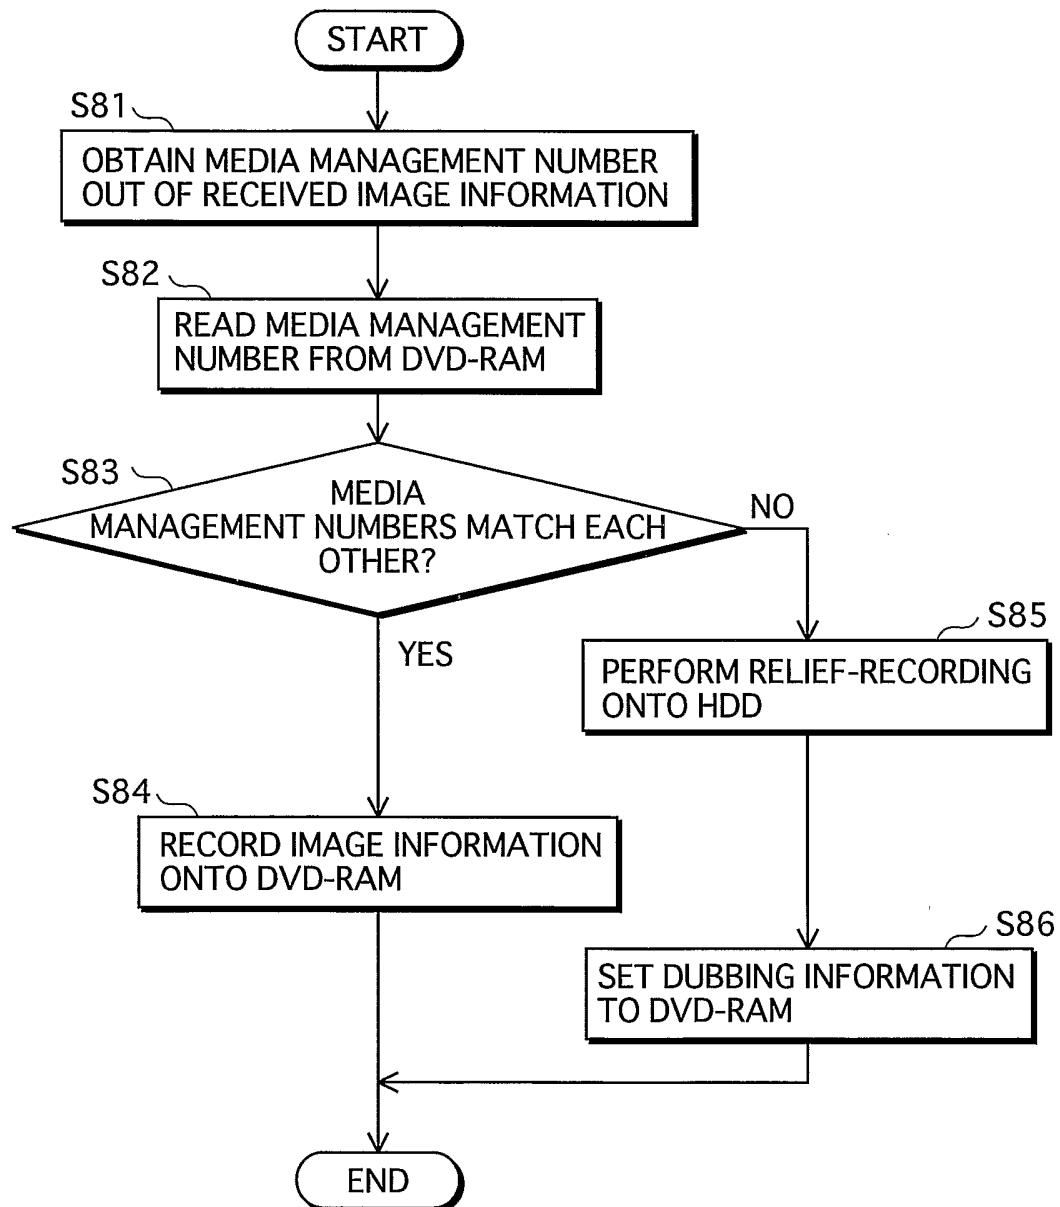 START
S81
OBTAIN MEDIA MANAGEMENT NUMBER
OUT OF RECEIVED IMAGE INFORMATION
S82
READ MEDIA MANAGEMENT
NUMBER FROM DVD-RAM
S83
MEDIA
MANAGEMENT NUMBERS MATCH EACH
OTHER?
NO
YES
S85
PERFORM RELIEF-RECORDING
ONTO HDD
S84
RECORD IMAGE INFORMATION
ONTO DVD-RAM
S86
SET DUBBING INFORMATION
TO DVD-RAM
END